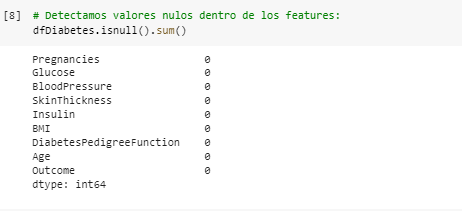 [8] # Detectamos valores nulos dentro de los features:
dfDiabetes.isnull().sum()
Pregnancies 0
Glucose 0
BloodPressure 0
SkinThickness 0
Insulin 0
BMI 0
DiabetesPedigreeFunction 0
Age 0
Outcome 0
dtype: int64